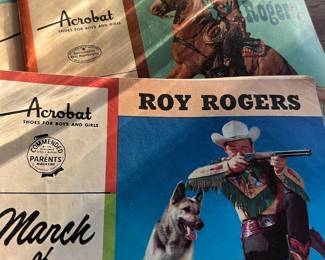 Acrobat
SHOES FOR BOYS AND GIRLS
Rogers
Acrobat
SHOES FOR BOYS AND GIRLS
COMMENDED
PARENTS'
MAGAZINE
ROY ROGERS
March
of